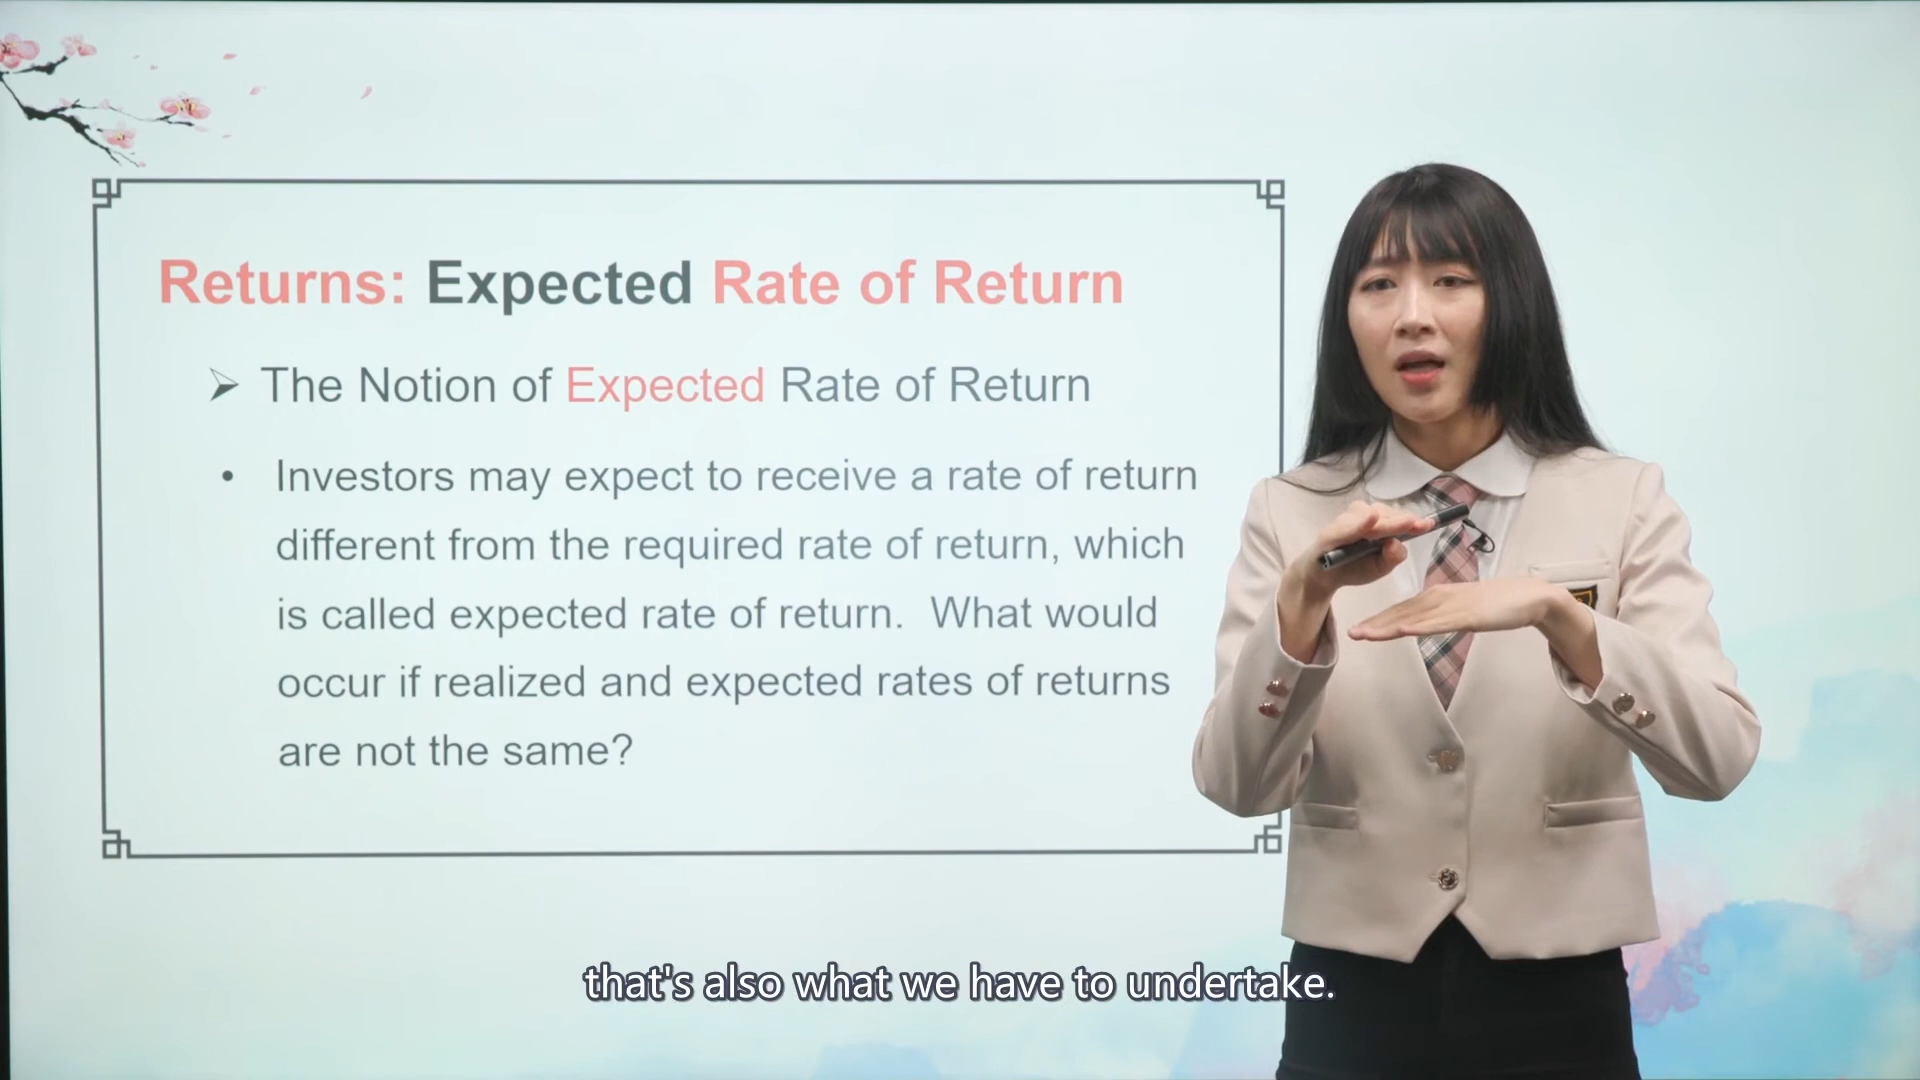 Returns: Expected Rate of Return
➢ The Notion of Expected Rate of Return
• Investors may expect to receive a rate of return
different from the required rate of return, which
is called expected rate of return. What would
occur if realized and expected rates of returns
are not the same?
that's also what we have to undertake.